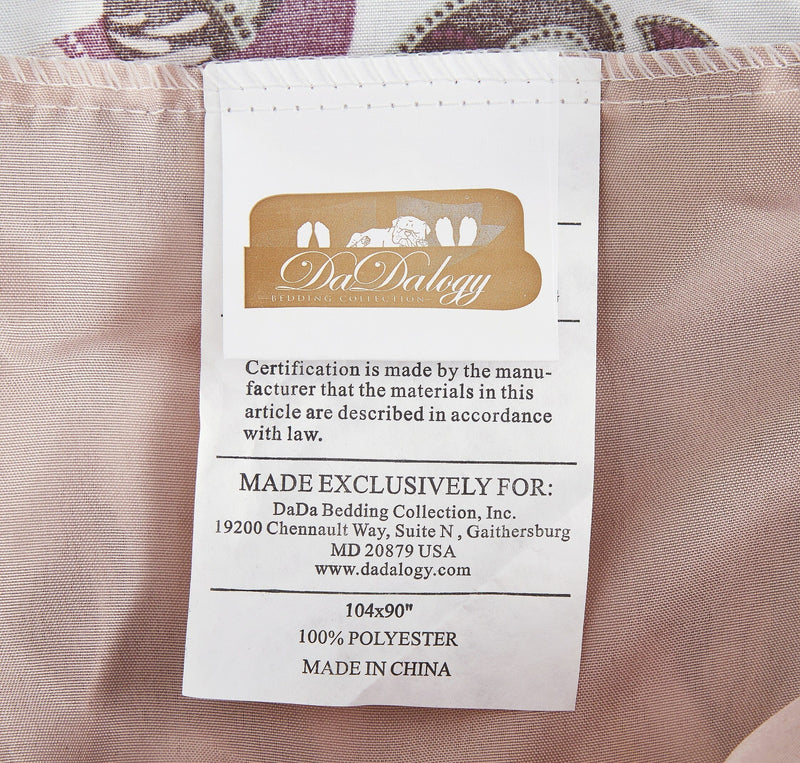 DaDalogy
BEDDING COLLECTION
Certification is made by the manu-
facturer that the materials in this
article are described in accordance
with law.
MADE EXCLUSIVELY FOR:
DaDa Bedding Collection, Inc.
19200 Chennault Way, Suite N , Gaithersburg
MD 20879 USA
www.dadalogy.com
104x90"
100% POLYESTER
MADE IN CHINA